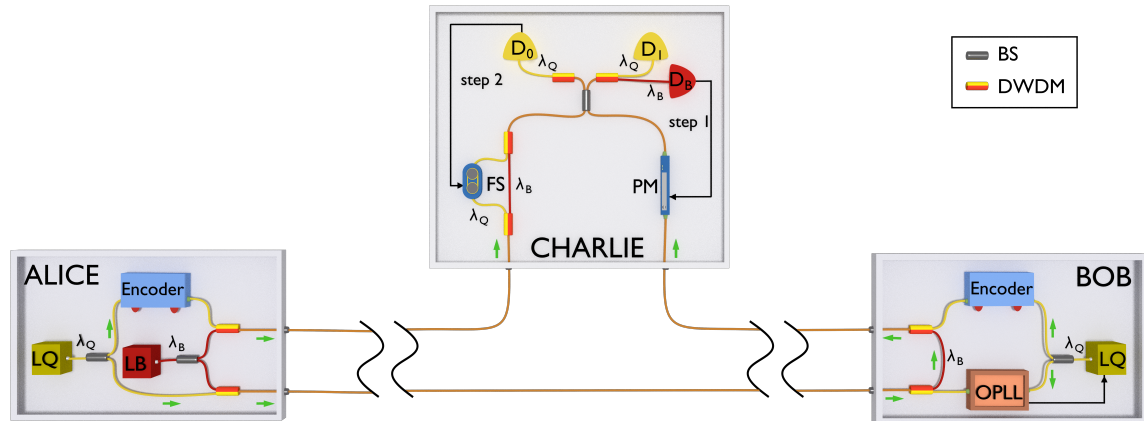 D0
D1
λQ
λQ
DB
λB
step 2
step 1
FS
λB
PM
λQ
CHARLIE
BS
DWDM
ALICE
Encoder
λQ
λB
LQ
LB
BOB
Encoder
λQ
λB
LQ
OPLL